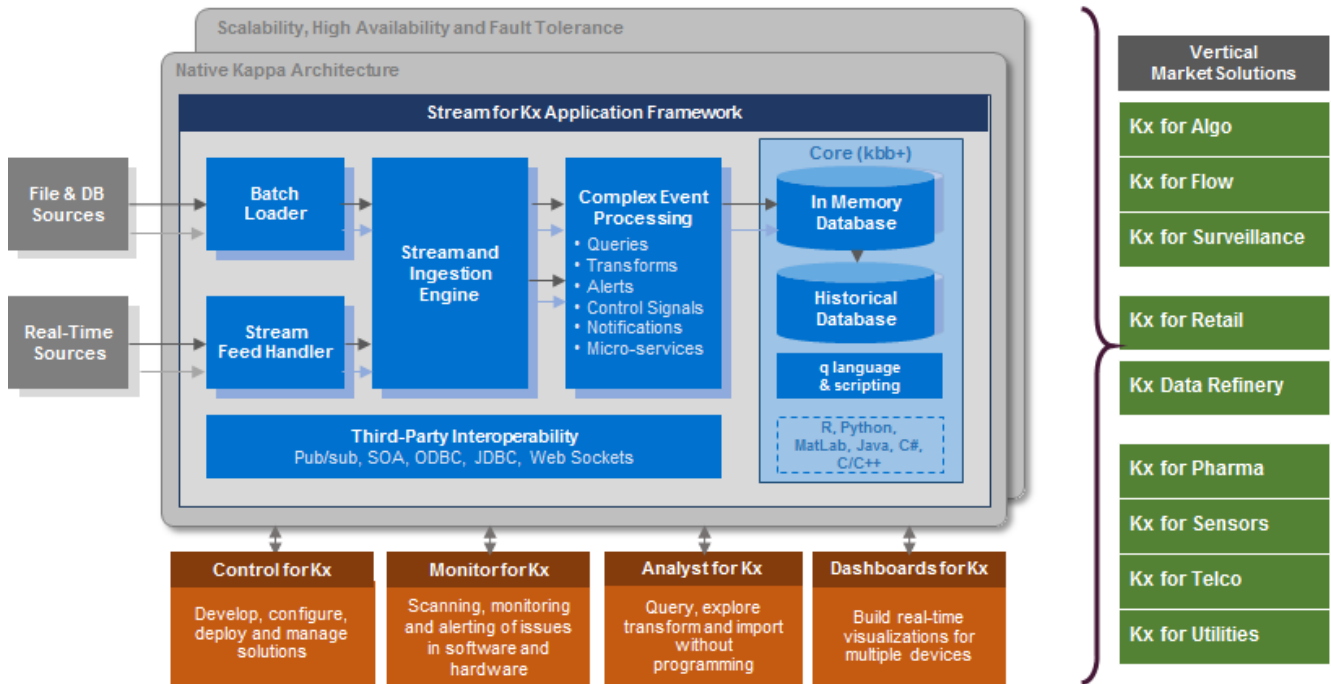 Scalability, High Availability and Fault Tolerance
Native Kappa Architecture
Stream for Kx Application Framework
File & DB
Sources
Real-Time
Sources
Batch
Loader
Stream
Feed Handler
Stream and
Ingestion
Engine
Complex Event
Processing
• Queries
• Transforms
• Alerts
• Control Signals
• Notifications
• Micro-services
Core (kbb+)
In Memory
Database
Historical
Database
q language
& scripting
R, Python,
MatLab, Java, C#,
C/C++
Third-Party Interoperability
Pub/sub, SOA, ODBC, JDBC, Web Sockets
Control for Kx
Develop, configure,
deploy and manage
solutions
Monitor for Kx
Scanning, monitoring
and alerting of issues
in software and
hardware
Analyst for Kx
Query, explore
transform and import
without
programming
Dashboards for Kx
Build real-time
visualizations for
multiple devices
Vertical
Market Solutions
Kx for Algo
Kx for Flow
Kx for Surveillance
Kx for Retail
Kx Data Refinery
Kx for Pharma
Kx for Sensors
Kx for Telco
Kx for Utilities